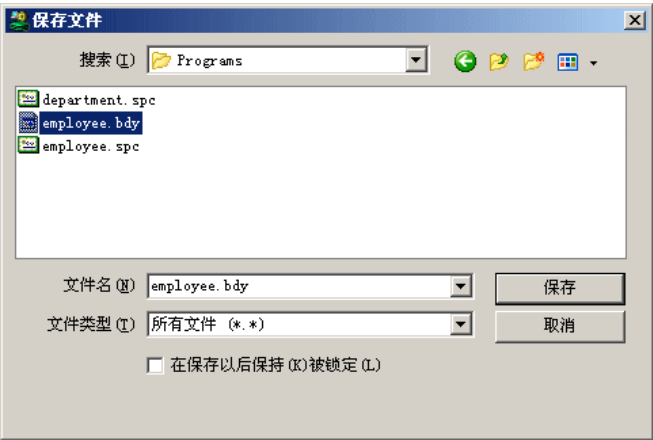 保存文件
搜索(I) Programs
department.spc
employee.bdy
employee.spc
文件名(N) employee.bdy 保存
文件类型(T) 所有文件 (*.*) 取消
在保存以后保持(K)被锁定(L)